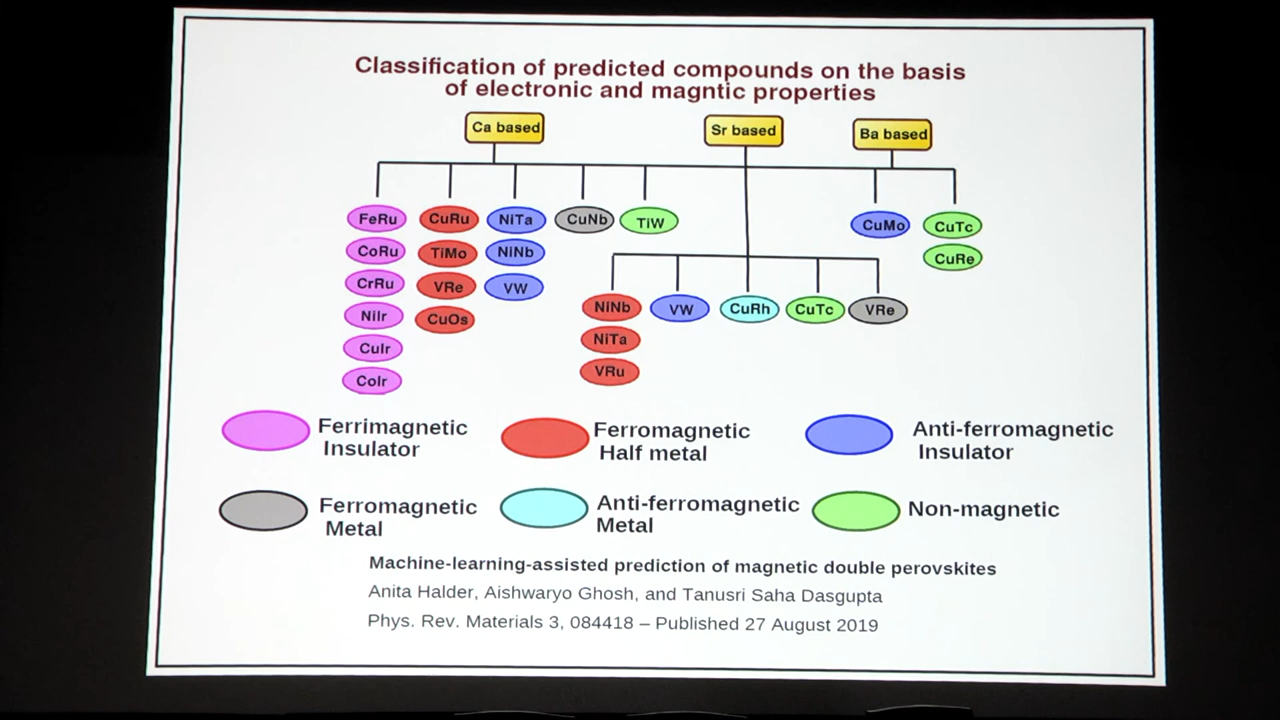 Classification of predicted compounds on the basis
of electronic and magntic properties
Ca based
Sr based
Ba based
FeRu
CuRu
NiTa
CuNb
TiW
CoRu
TiMo
NiNb
CrRu
VRe
VW
NiIr
CuOs
CuIr
CoIr
NiNb
VW
CuRh
CuTc
VRe
NiTa
VRu
CuMo
CuTc
CuRe
Ferrimagnetic
Insulator
Ferromagnetic
Half metal
Anti-ferromagnetic
Insulator
Ferromagnetic
Metal
Anti-ferromagnetic
Metal
Non-magnetic
Machine-learning-assisted prediction of magnetic double perovskites
Anita Halder, Aishwaryo Ghosh, and Tanusri Saha Dasgupta
Phys. Rev. Materials 3, 084418 – Published 27 August 2019